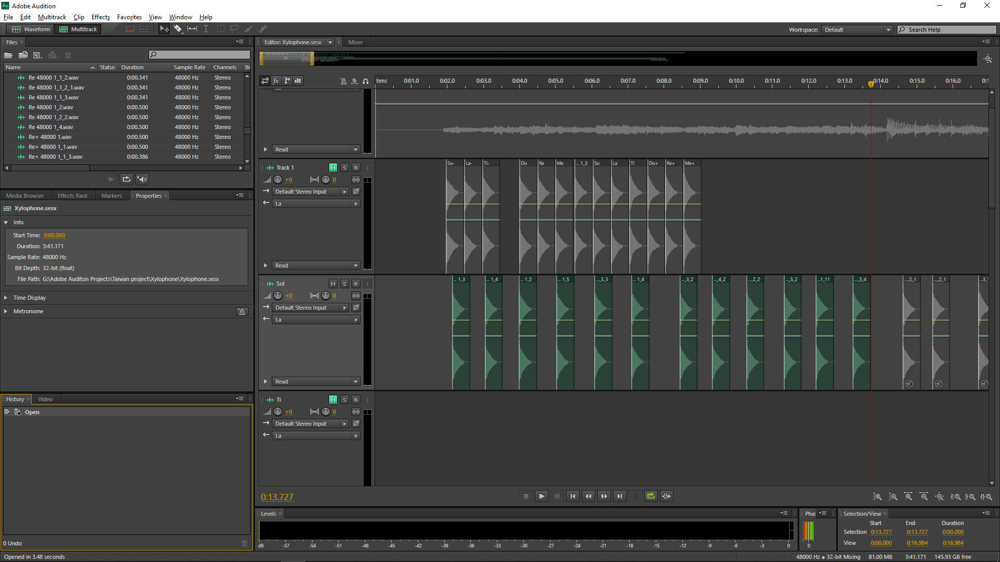 Adobe Audition
File Edit Multitrack Clip Effects Favorites View Window Help
Waveform Multitrack Workspace: Default Search Help
Files
Name Status Duration Sample Rate Channels Bi
Re 48000 1_1_2.wav 0:00.341 48000 Hz Stereo
Re 48000 1_1_2_1.wav 0:00.341 48000 Hz Stereo
Re 48000 1_1_3.wav 0:00.341 48000 Hz Stereo
Re 48000 1_2.wav 0:00.500 48000 Hz Stereo
Re 48000 1_2_2.wav 0:00.500 48000 Hz Stereo
Re 48000 1_4.wav 0:00.500 48000 Hz Stereo
Re+ 48000 1.wav 0:00.500 48000 Hz Stereo
Re+ 48000 1_1.wav 0:00.500 48000 Hz Stereo
Re+ 48000 1_1_3.wav 0:00.386 48000 Hz Stereo
Media Browser Effects Rack Markers Properties
Xylophone.sesx
Info
Start Time: 0:00.000
Duration: 3:41.171
Sample Rate: 48000 Hz
Bit Depth: 32-bit (float)
File Path: G:\Adobe Auditon Projects\Taiwan project\Xylophone\Xylophone.sesx
Time Display
Metronome
History Video
Open
0 Undo
Opened in 3.48 seconds
Editor: Xylophone.sesx Mixer
fx
hms 0:01.0 0:02.0 0:03.0 0:04.0 0:05.0 0:06.0 0:07.0 0:08.0 0:09.0 0:10.0 0:11.0 0:12.0 0:13.0 0:14.0 0:15.0 0:16.0 0:1
Read
Track 1 M S R I
+0 0
Default Stereo Input
La
Read
So- La- Ti- Do Re Me ... 1_3 So La Ti Do+ Re+ Me+
Sol M S R I
+0 0
Default Stereo Input
La
Read
... 1_3 ... 1_4 ... 1_2 ... 1_5 ..._3_3 ... 1_4 ..._3_2 ..._4_2 ..._2_2 ..._5_2 ...1_11 ..._3_4 ..._2_1 ..._2_1 ...3_1
Ti M S R I
+0 0
Default Stereo Input
La
0:13.727
Levels
dB -57 -54 -51 -48 -45 -42 -39 -36 -33 -30 -27 -24 -21 -18 -15 -12 -9 -6 -3 0
Phas
0
Selection/View
Start End Duration
Selection 0:13.727 0:13.727 0:00.000
View 0:00.000 0:16.984 0:16.984
48000 Hz ● 32-bit Mixing 81.00 MB 3:41.171 145.93 GB free